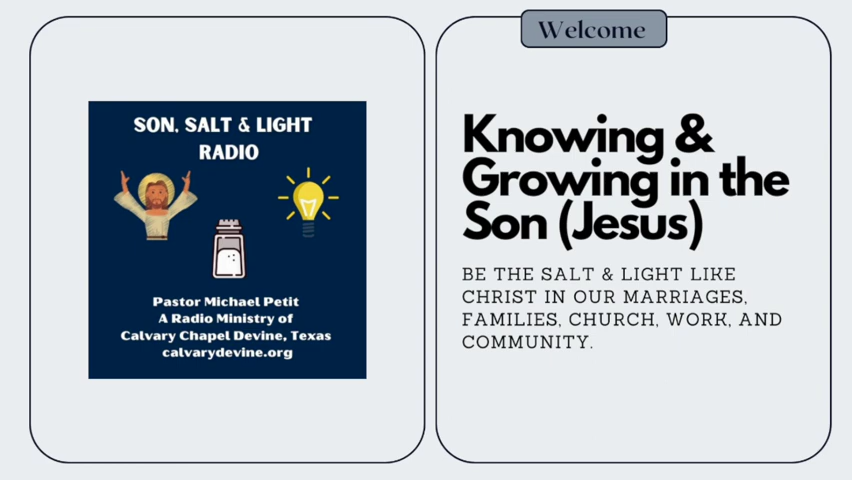 SON, SALT & LIGHT
RADIO
Pastor Michael Petit
A Radio Ministry of
Calvary Chapel Devine, Texas
calvarydevine.org
Welcome
Knowing &
Growing in the
Son (Jesus)
BE THE SALT & LIGHT LIKE
CHRIST IN OUR MARRIAGES,
FAMILIES, CHURCH, WORK, AND
COMMUNITY.